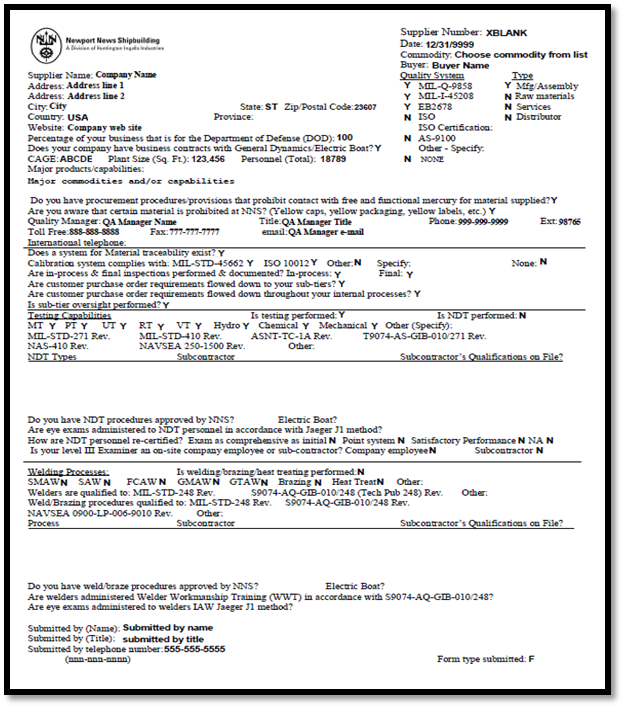 Newport News Shipbuilding
A Division of Huntington Ingalls Industries
Supplier Number: XBLANK
Date: 12/31/9999
Commodity: Choose commodity from list
Buyer: Buyer Name
Supplier Name: Company Name
Quality System Type
Address: Address line 1
Y MIL-Q-9858 Y Mfg/Assembly
Address: Address line 2
Y MIL-I-45208 N Raw materials
City: City State: ST Zip/Postal Code: 23607
Y EB2678 N Services
Country: USA Province:
N ISO N Distributor
Website: Company web site
ISO Certification:
Percentage of your business that is for the Department of Defense (DOD): 100
N AS-9100
Does your company have business contracts with General Dynamics/Electric Boat? Y
Other - Specify:
CAGE: ABCDE Plant Size (Sq. Ft.): 123,456 Personnel (Total): 18789
N NONE
Major products/capabilities:
Major commodities and/or capabilities
Do you have procurement procedures/provisions that prohibit contact with free and functional mercury for material supplied? Y
Are you aware that certain material is prohibited at NNS? (Yellow caps, yellow packaging, yellow labels, etc.) Y
Quality Manager: QA Manager Name Title: QA Manager Title Phone: 999-999-9999 Ext: 98765
Toll Free: 888-888-8888 Fax: 777-777-7777 email: QA Manager e-mail
International telephone:
Does a system for Material traceability exist? Y
Calibration system complies with: MIL-STD-45662 Y ISO 10012 Y Other: N Specify: None: N
Are in-process & final inspections performed & documented? In-process: Y Final: Y
Are customer purchase order requirements flowed down to your sub-tiers? Y
Are customer purchase order requirements flowed down throughout your internal processes? Y
Is sub-tier oversight performed? Y
Testing Capabilities Is testing performed: Y Is NDT performed: N
MT Y PT Y UT Y RT Y VT Y Hydro Y Chemical Y Mechanical Y Other (Specify):
MIL-STD-271 Rev. MIL-STD-410 Rev. ASNT-TC-1A Rev. T9074-AS-GIB-010/271 Rev.
NAS-410 Rev. NAVSEA 250-1500 Rev. Other:
NDT Types Subcontractor Subcontractor's Qualifications on File?
Do you have NDT procedures approved by NNS? Electric Boat?
Are eye exams administered to NDT personnel in accordance with Jaeger J1 method?
How are NDT personnel re-certified? Exam as comprehensive as initial N Point system N Satisfactory Performance N NA N
Is your level III Examiner an on-site company employee or sub-contractor? Company employee N Subcontractor N
Welding Processes: Is welding/brazing/heat treating performed: N
SMAW N SAW N FCAW N GMAW N GTAW N Brazing N Heat Treat N Other:
Welders are qualified to: MIL-STD-248 Rev. S9074-AQ-GIB-010/248 (Tech Pub 248) Rev. Other:
Weld/Brazing procedures qualified to: MIL-STD-248 Rev. S9074-AQ-GIB-010/248 Rev.
NAVSEA 0900-LP-006-9010 Rev. Other:
Process Subcontractor Subcontractor's Qualifications on File?
Do you have weld/braze procedures approved by NNS? Electric Boat?
Are welders administered Welder Workmanship Training (WWT) in accordance with S9074-AQ-GIB-010/248?
Are eye exams administered to welders IAW Jaeger J1 method?
Submitted by (Name): Submitted by name
Submitted by (Title): submitted by title
Submitted by telephone number: 555-555-5555
(nnn-nnn-nnnn) Form type submitted: F